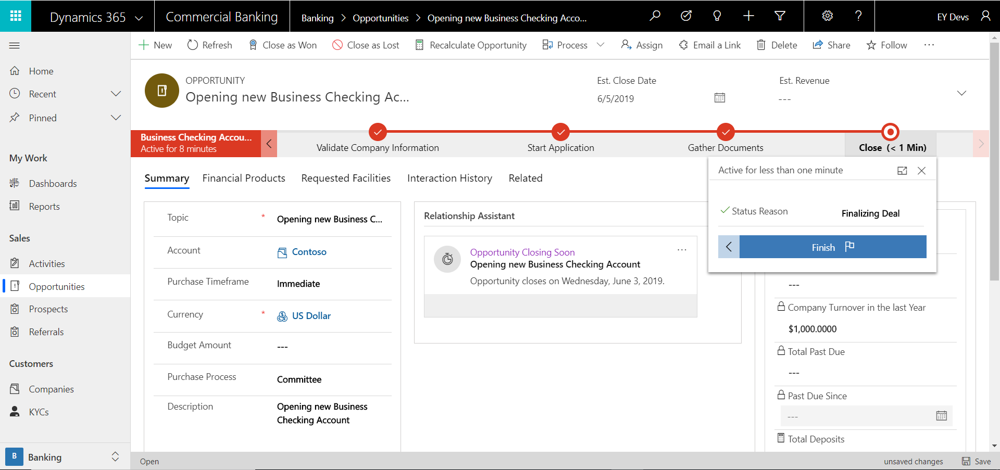 Dynamics 365
Commercial Banking
Banking > Opportunities > Opening new Business Checking Acco...
EY Devs
New
Refresh
Close as Won
Close as Lost
Recalculate Opportunity
Process
Assign
Email a Link
Delete
Share
Follow
...
Home
Recent
Pinned
My Work
Dashboards
Reports
Sales
Activities
Opportunities
Prospects
Referrals
Customers
Companies
KYCs
B
Banking
OPPORTUNITY
Opening new Business Checking Ac...
Est. Close Date
6/5/2019
Est. Revenue
---
Business Checking Accou...
Active for 8 minutes
Validate Company Information
Start Application
Gather Documents
Close (< 1 Min)
Active for less than one minute
Status Reason
Finalizing Deal
Finish
Summary
Financial Products
Requested Facilities
Interaction History
Related
Topic * Opening new Business C...
Account Contoso
Purchase Timeframe Immediate
Currency * US Dollar
Budget Amount ---
Purchase Process Committee
Description Opening new Business
Checking Account
Relationship Assistant
Opportunity Closing Soon
...
Opening new Business Checking Account
Opportunity closes on Wednesday, June 3, 2019.
---
Company Turnover in the last Year
$1,000.0000
Total Past Due
---
Past Due Since
---
Total Deposits
Open
unsaved changes
Save